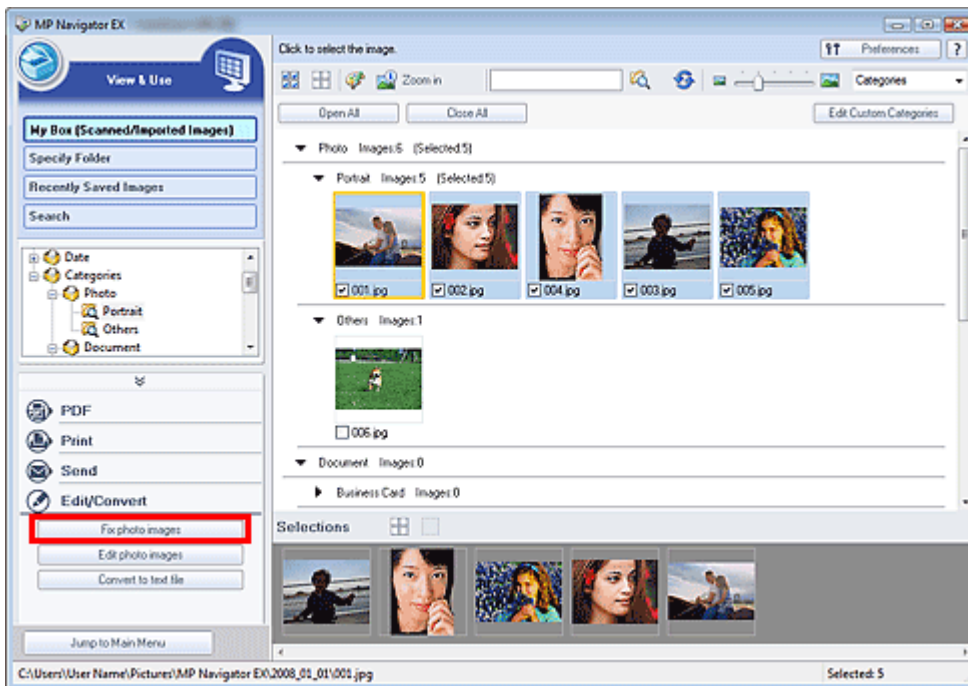 MP Navigator EX
View & Use
My Box (Scanned/Imported Images)
Specify Folder
Recently Saved Images
Search
Date
Categories
Photo
Portrait
Others
Document
PDF
Print
Send
Edit/Convert
Fix photo images
Edit photo images
Convert to text file
Jump to Main Menu
Click to select the image.
Preferences
?
Zoom in
Categories
Open All
Close All
Edit Custom Categories
Photo Images:6 (Selected:5)
Portrait Images:5 (Selected:5)
001.jpg
002.jpg
004.jpg
003.jpg
005.jpg
Others Images:1
006.jpg
Document Images:0
Business Card Images:0
Selections
C:\Users\User Name\Pictures\MP Navigator EX\2008_01_01\001.jpg
Selected: 5